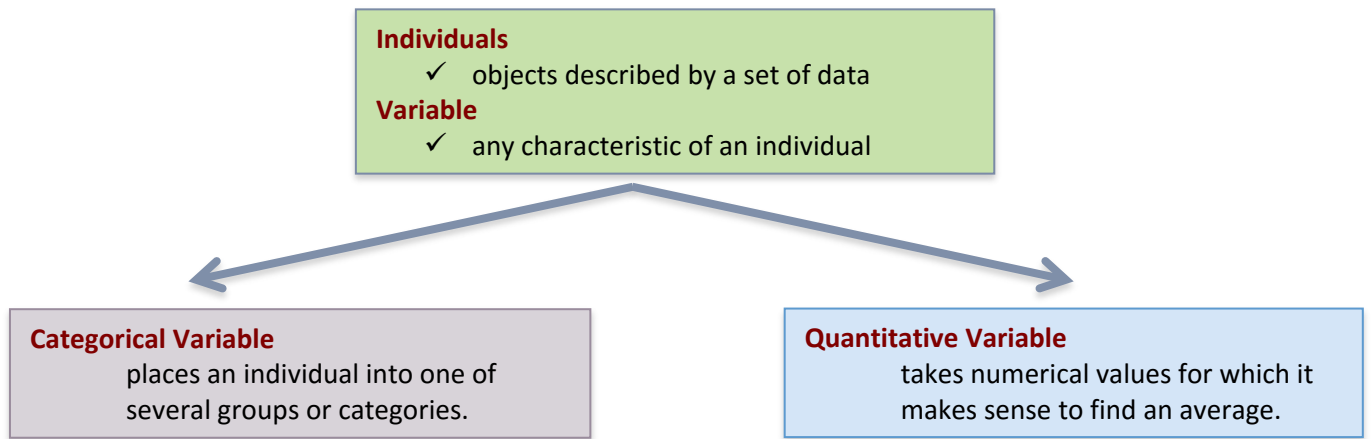 Individuals
✓ objects described by a set of data
Variable
✓ any characteristic of an individual
Categorical Variable
places an individual into one of
several groups or categories.
Quantitative Variable
takes numerical values for which it
makes sense to find an average.